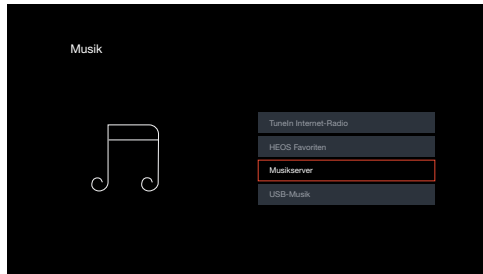 Musik
TuneIn Internet-Radio
HEOS Favoriten
Musikserver
USB-Musik